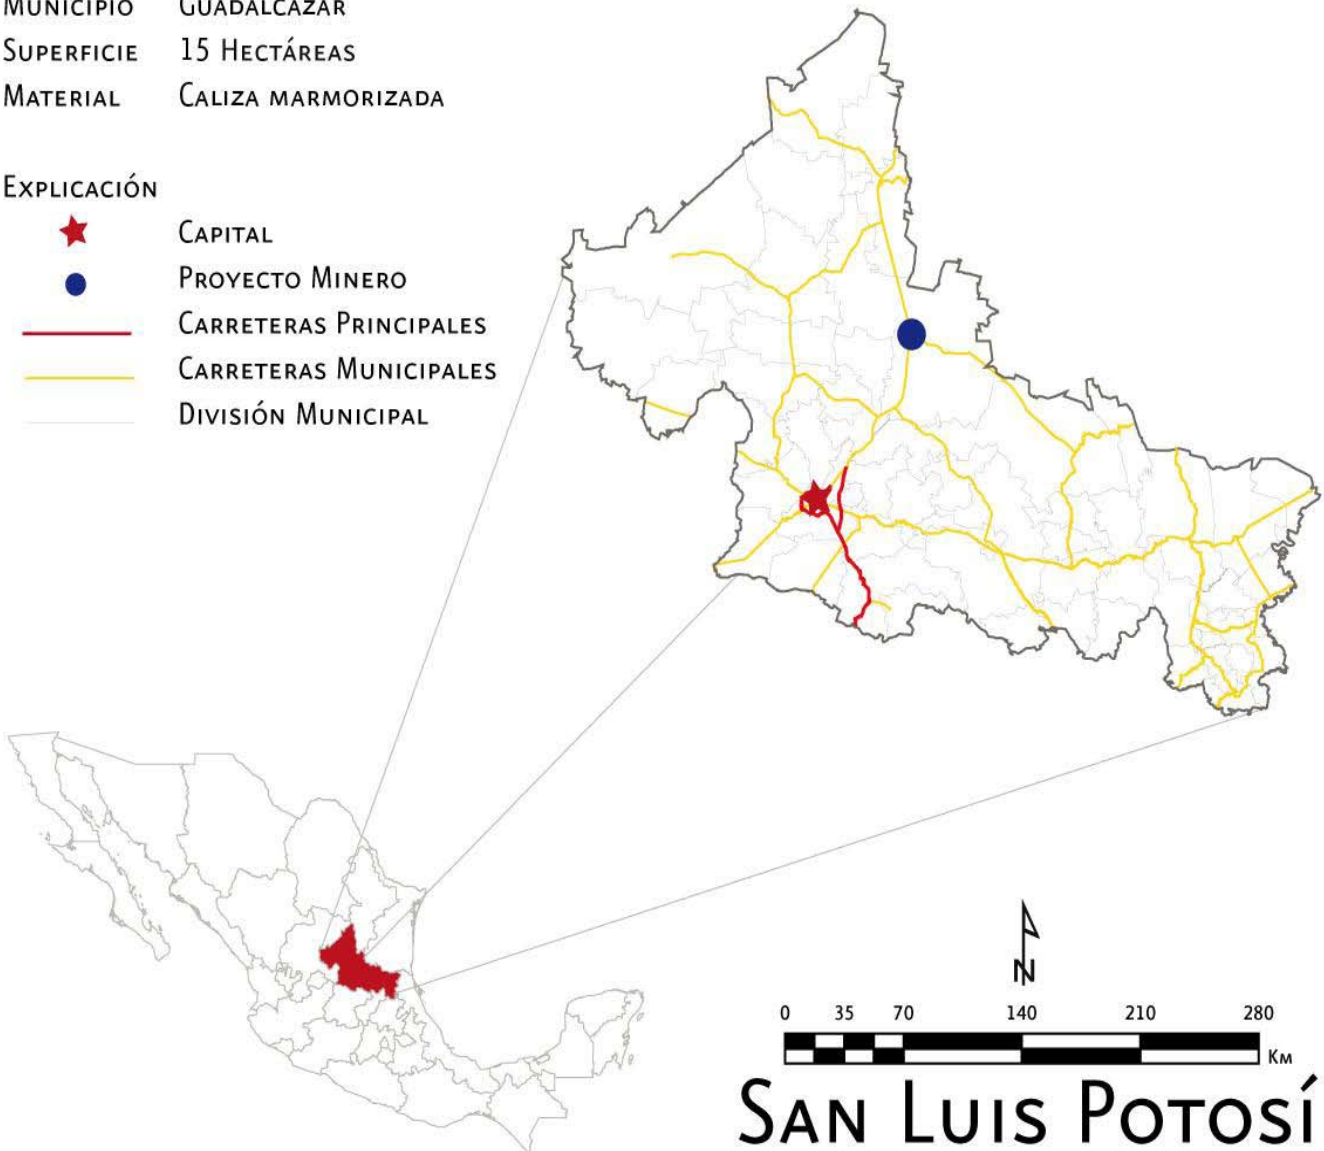 MUNICIPIO GUADALCAZAR
SUPERFICIE 15 HECTÁREAS
MATERIAL CALIZA MARMORIZADA
EXPLICACIÓN
CAPITAL
PROYECTO MINERO
CARRETERAS PRINCIPALES
CARRETERAS MUNICIPALES
DIVISIÓN MUNICIPAL
N
0 35 70 140 210 280
KM
SAN LUIS POTOSÍ